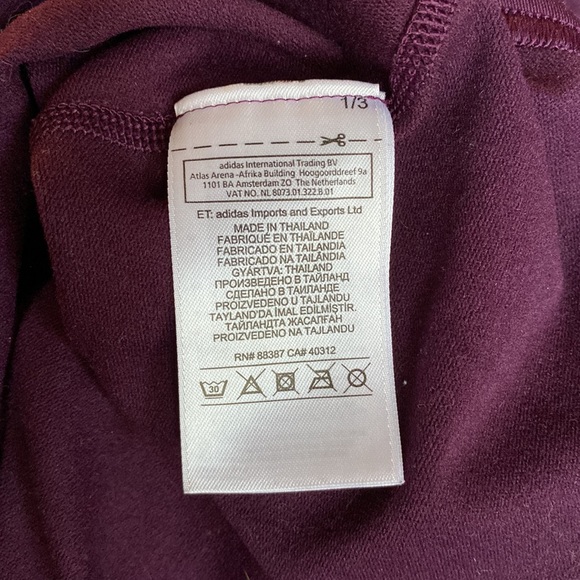 1/3
adidas International Trading BV
Atlas Arena -Afrika Building Hoogoorddreef 9a
1101 BA Amsterdam ZO The Netherlands
VAT NO. NL 8073.01.322.B.01
ET: adidas Imports and Exports Ltd
MADE IN THAILAND
FABRIQUÉ EN THAÏLANDE
FABRICADO EN TAILANDIA
FABRICADO NA TAILÂNDIA
GYÁRTVA: THAILAND
ПРОИЗВЕДЕНО В ТАЙЛАНД
СДЕЛАНО В ТАИЛАНДЕ
PROIZVEDENO U TAJLANDU
TAYLAND'DA İMAL EDİLMİŞTİR.
ТАЙЛАНДТА ЖАСАЛҒАН
PROIZVEDENO NA TAJLANDU
RN# 88387 CA# 40312
30